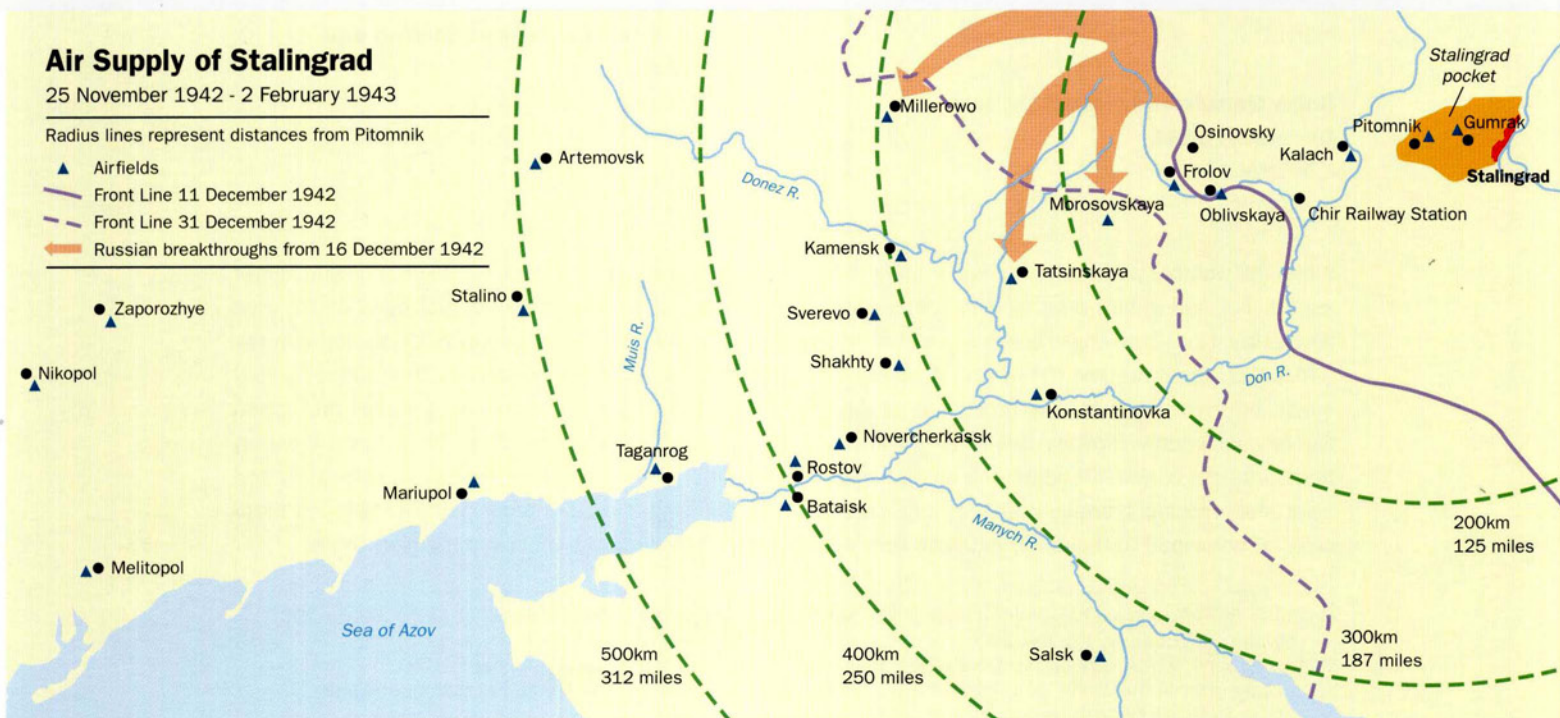 Air Supply of Stalingrad
25 November 1942 - 2 February 1943
Radius lines represent distances from Pitomnik
Airfields
Front Line 11 December 1942
Front Line 31 December 1942
Russian breakthroughs from 16 December 1942
Stalingrad
pocket
Millerowo
Osinovsky
Pitomnik
Gumrak
Kalach
Artemovsk
Frolov
Stalingrad
Donez R.
Morosovskaya
Oblivskaya
Chir Railway Station
Kamensk
Tatsinskaya
Stalino
Zaporozhye
Sverevo
Muis R.
Shakhty
Nikopol
Don R.
Konstantinovka
Novercherkassk
Taganrog
Rostov
Mariupol
Bataisk
Manych R.
200km
125 miles
Melitopol
Sea of Azov
500km
312 miles
400km
250 miles
Salsk
300km
187 miles